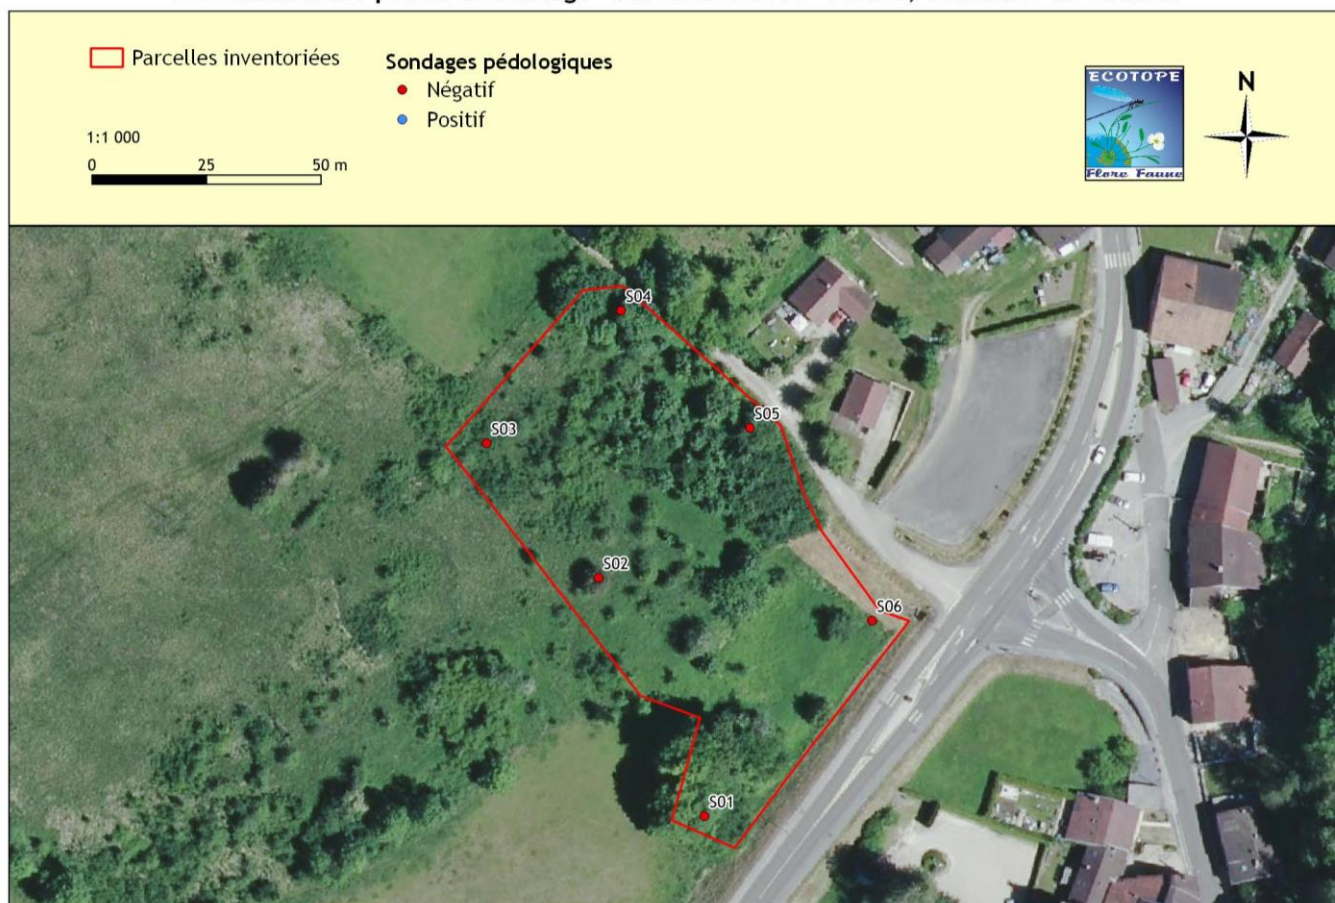 Parcelles inventoriées
Sondages pédologiques
Négatif
Positif
1:1 000
0 25 50 m
ECOTOPE
Flore Faune
N
S04
S03
S05
S02
S06
S01